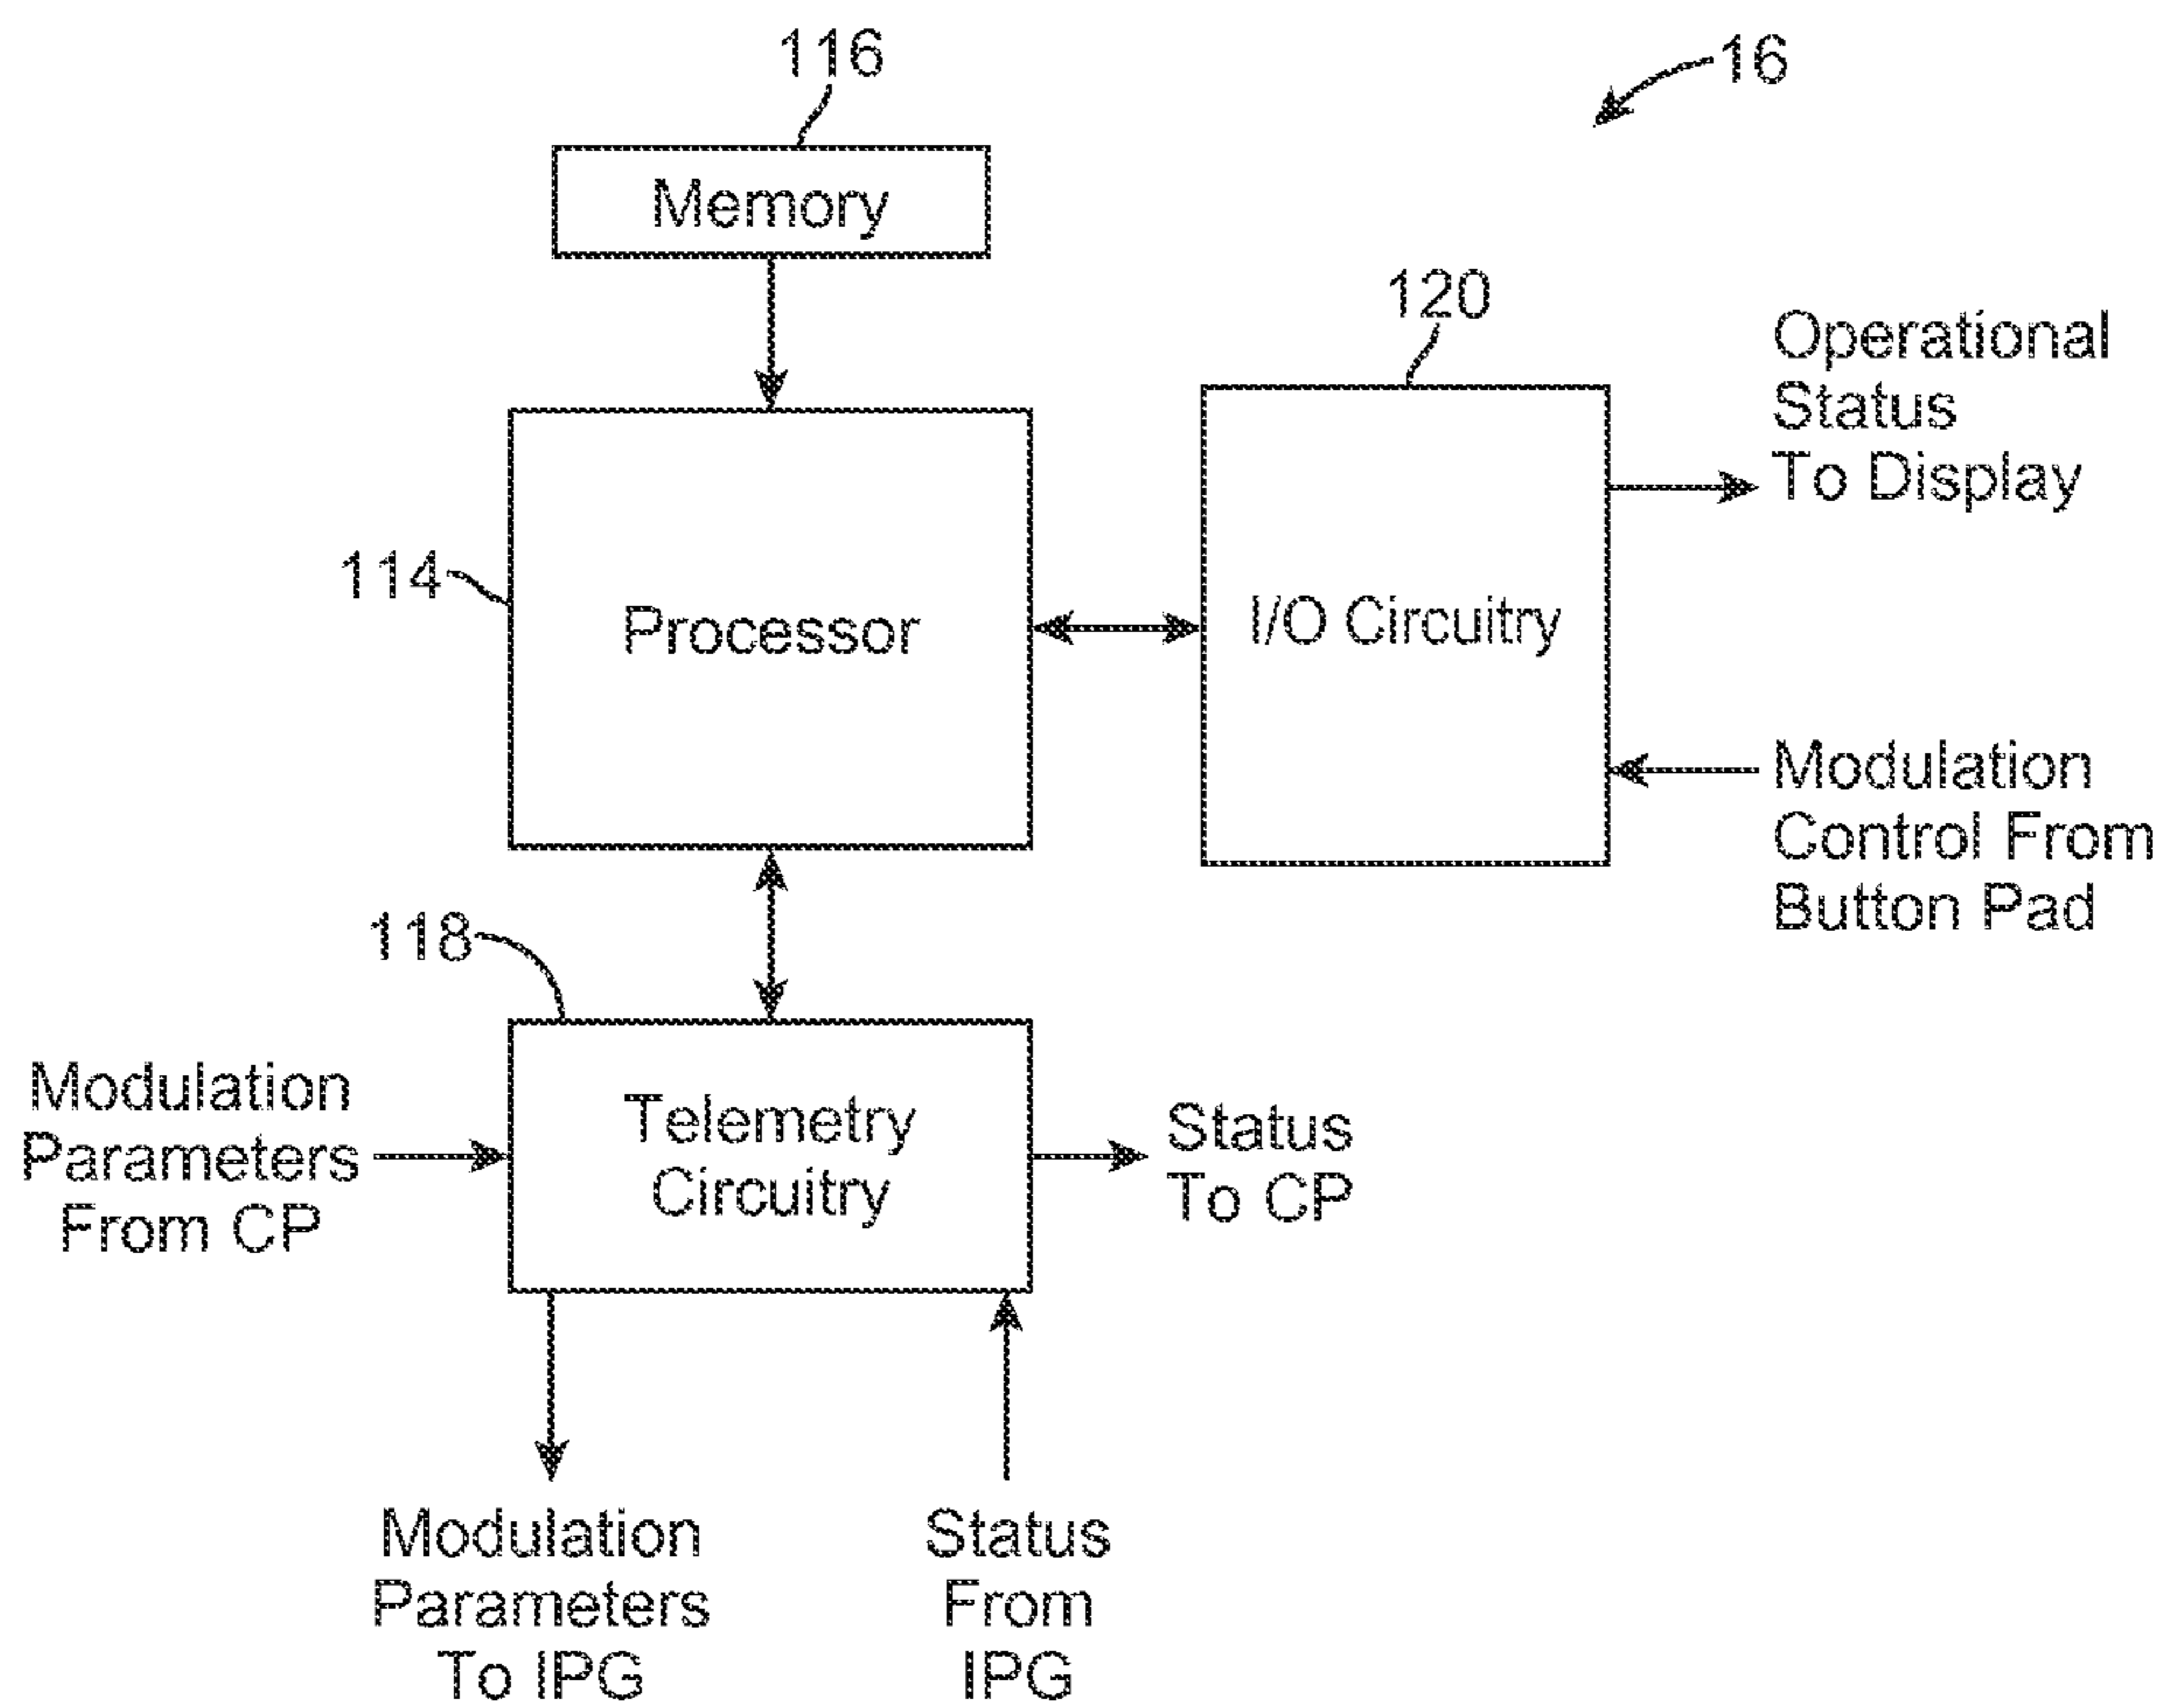 116
16
Memory
120
Operational
Status
To Display
114
Processor
I/O Circuitry
Modulation
Control From
Button Pad
118
Modulation
Parameters
From CP
Telemetry
Circuitry
Status
To CP
Modulation
Parameters
To IPG
Status
From
IPG